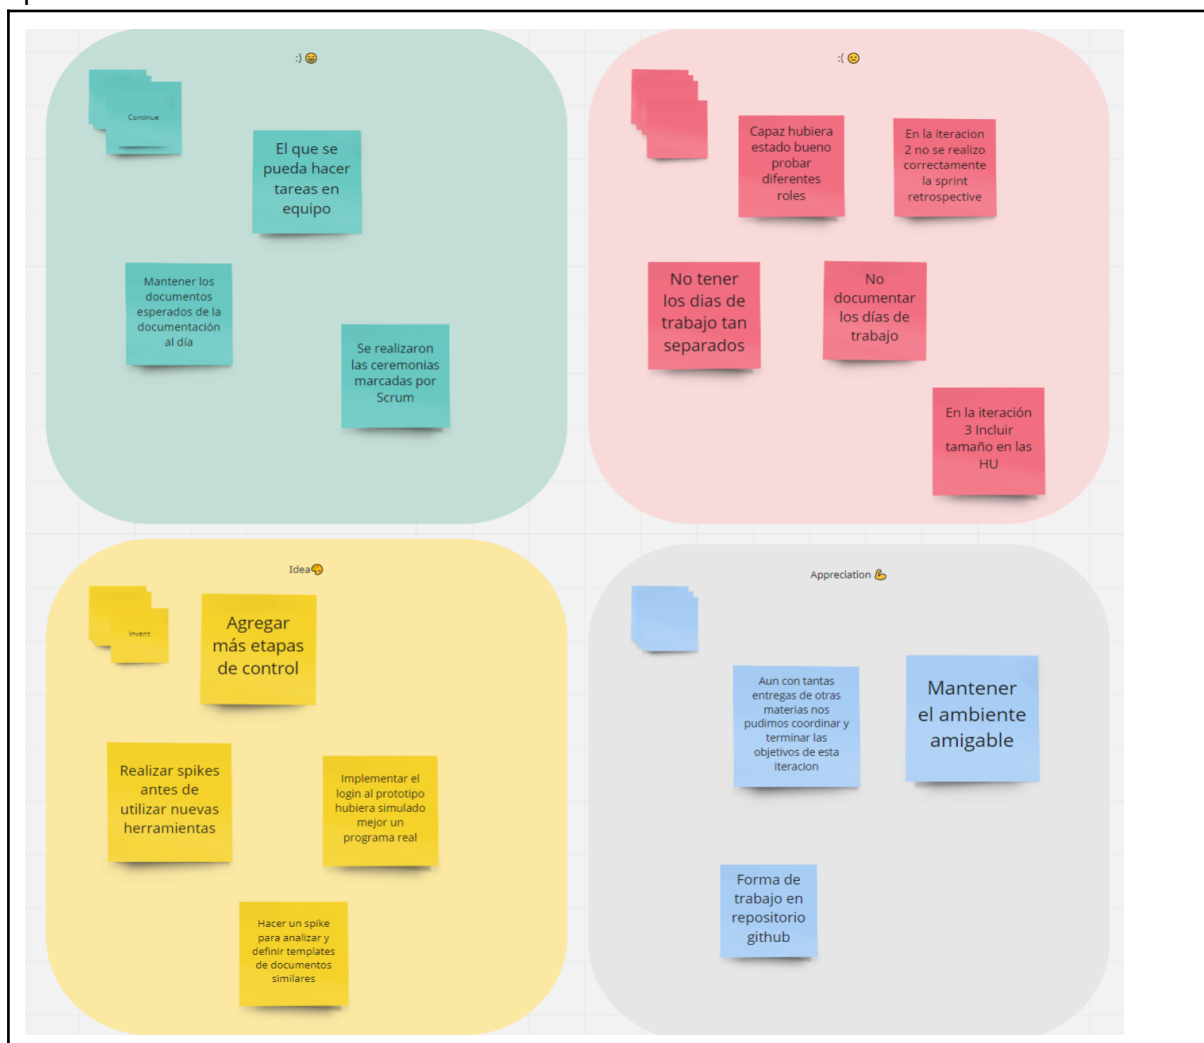 :) 😄
Continue
El que se
pueda hacer
tareas en
equipo
Mantener los
documentos
esperados de la
documentación
al día
Se realizaron
las ceremonias
marcadas por
Scrum
:( 😟
Capaz hubiera
estado bueno
probar
diferentes
roles
En la iteracion
2 no se realizo
correctamente
la sprint
retrospective
No tener
los dias de
trabajo tan
separados
No
documentar
los días de
trabajo
En la iteración
3 Incluir
tamaño en las
HU
Idea
Invent
Agregar
más etapas
de control
Realizar spikes
antes de
utilizar nuevas
herramientas
Implementar el
login al prototipo
hubiera simulado
mejor un
programa real
Hacer un spike
para analizar y
definir templates
de documentos
similares
Appreciation 💪
Aun con tantas
entregas de otras
materias nos
pudimos coordinar y
terminar las
objetivos de esta
iteracion
Mantener
el ambiente
amigable
Forma de
trabajo en
repositorio
github